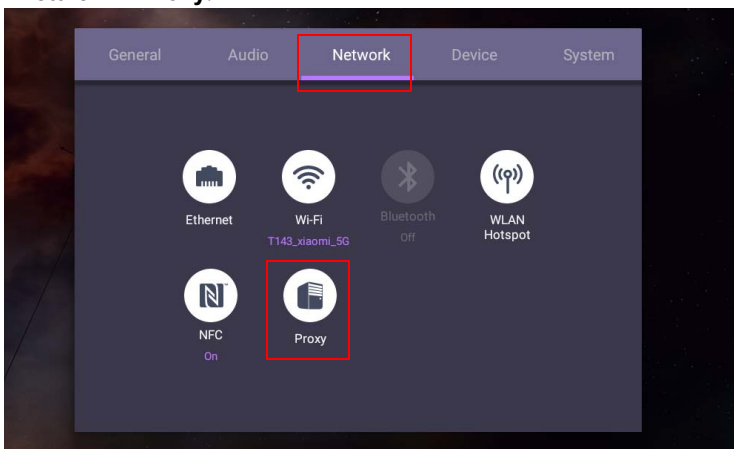 General Audio Network Device System
Ethernet Wi-Fi Bluetooth WLAN
T143_xiaomi_5G Off Hotspot
NFC Proxy
On